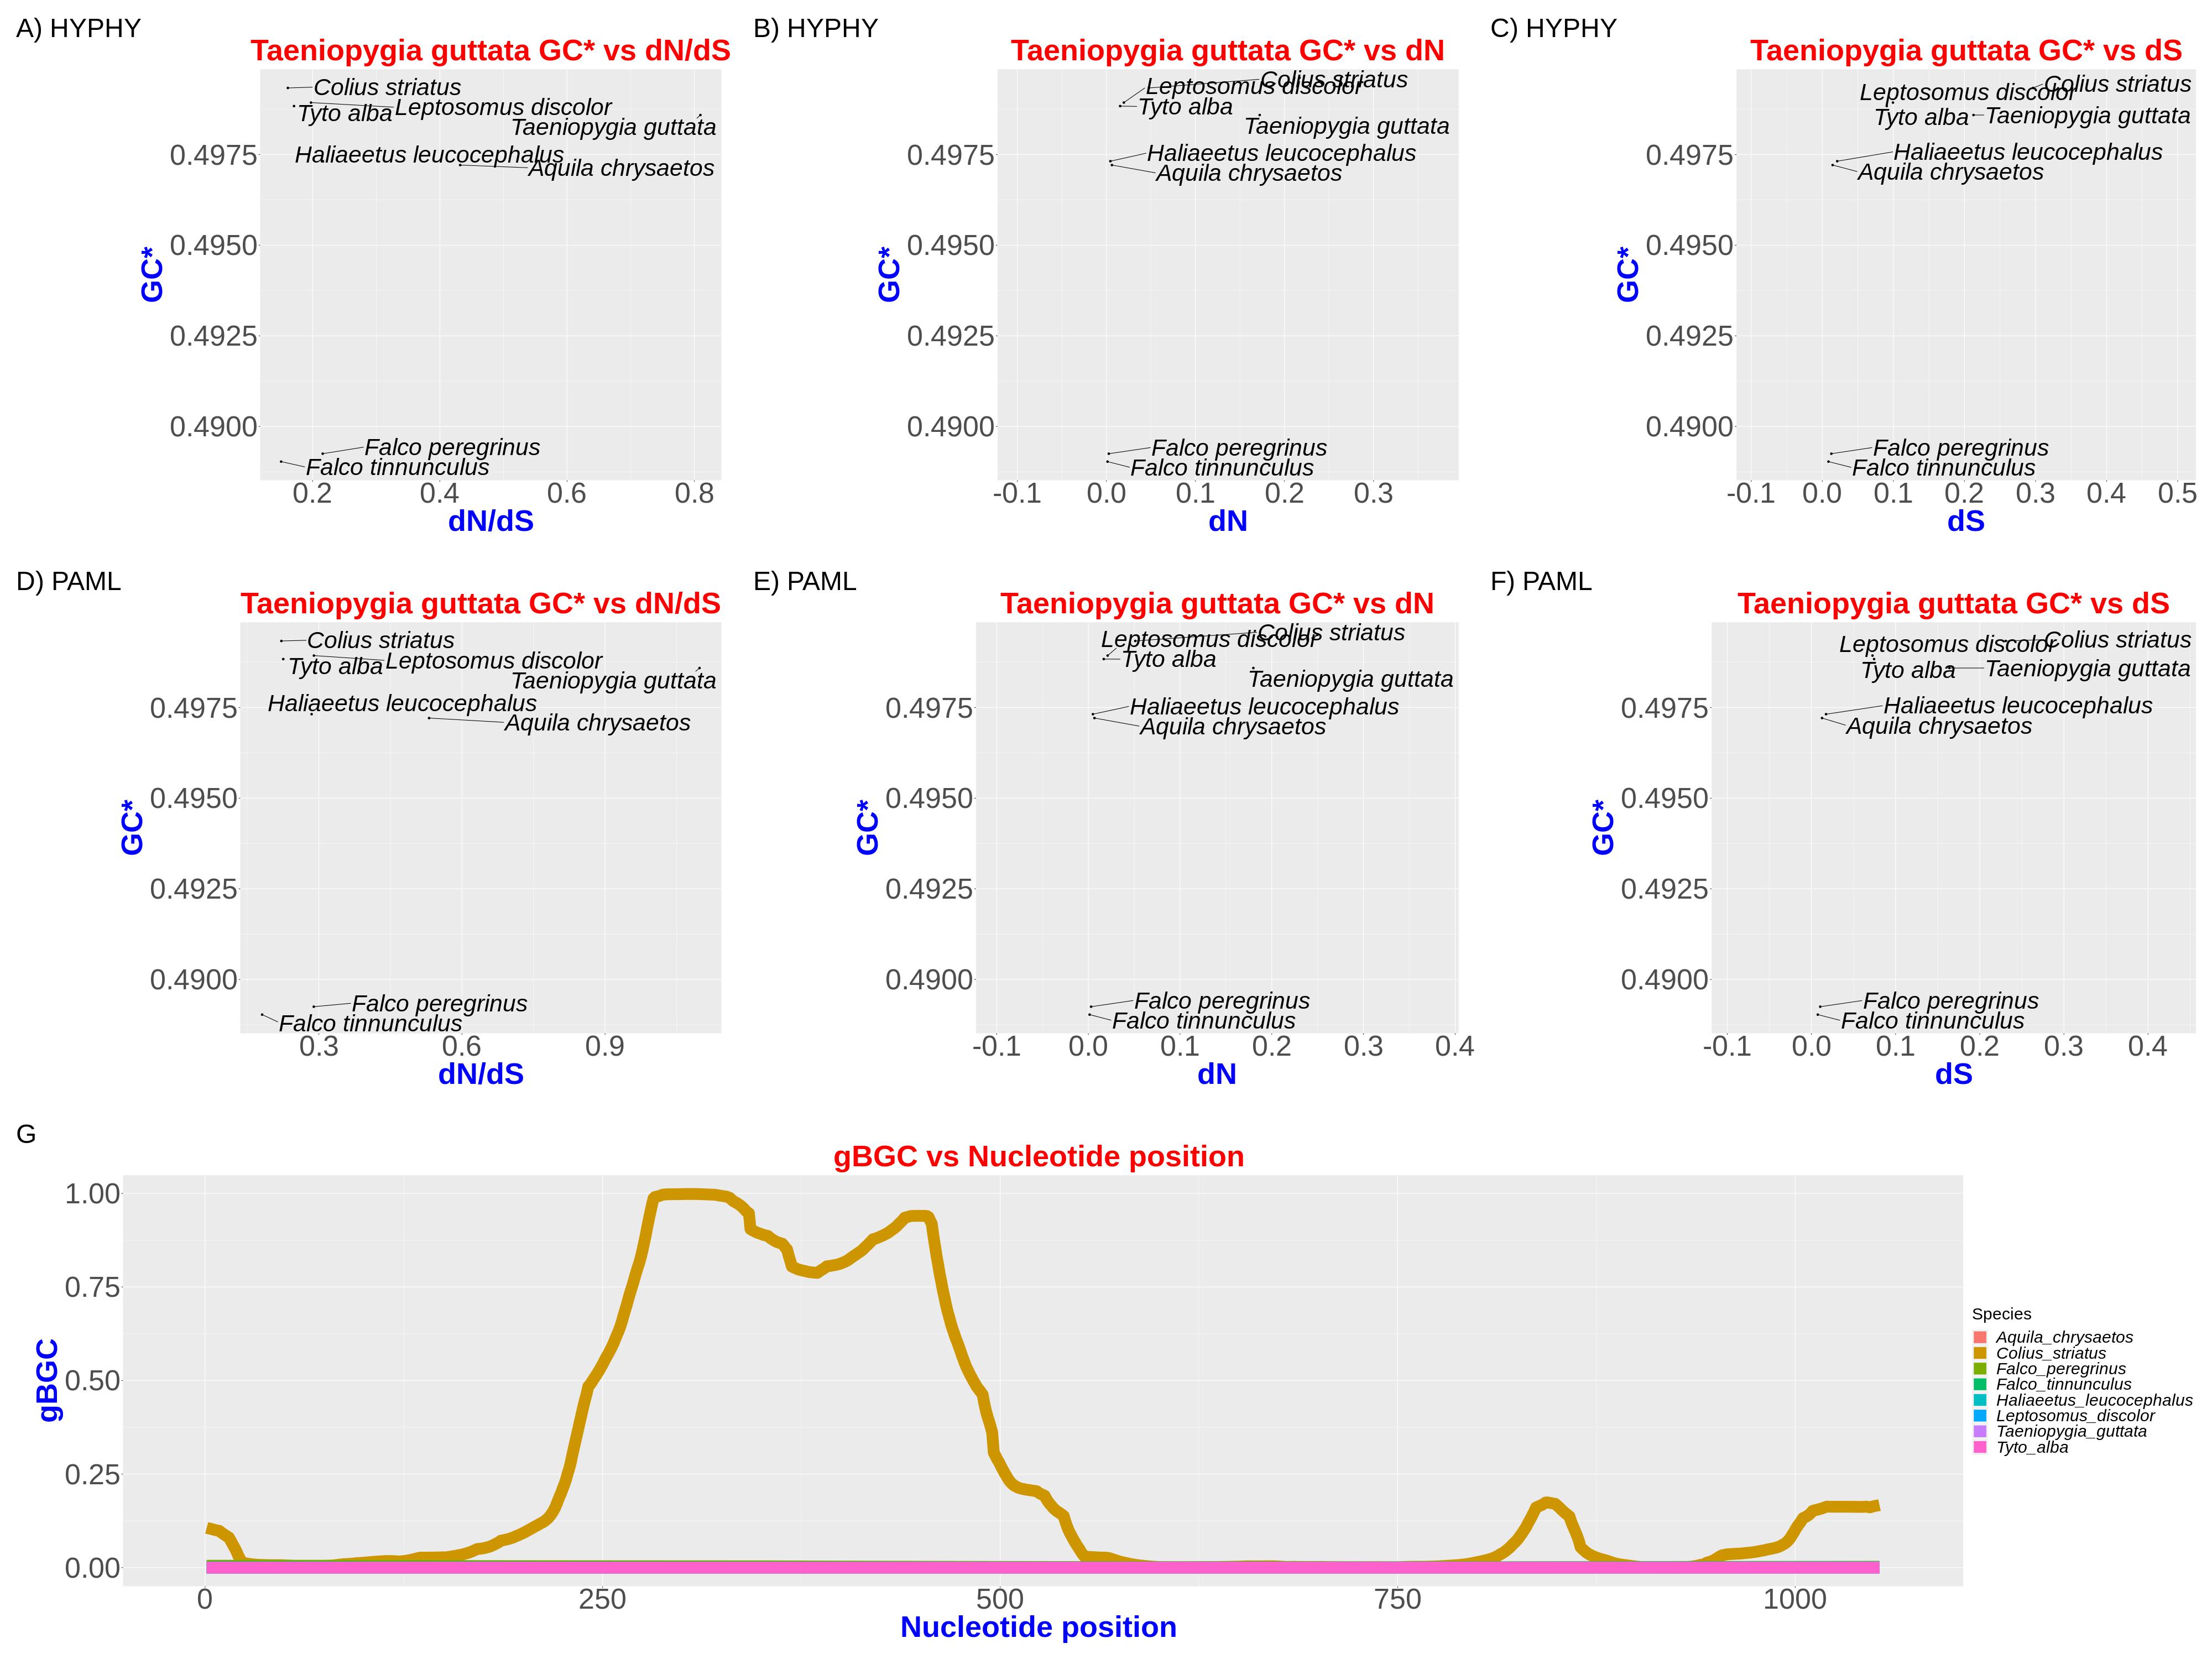 A) HYPHY
Taeniopygia guttata GC* vs dN/dS
Colius striatus
Leptosomus discolor
Tyto alba
Taeniopygia guttata
Haliaeetus leucocephalus
Aquila chrysaetos
Falco peregrinus
Falco tinnunculus
0.4975
0.4950
0.4925
0.4900
GC*
0.2 0.4 0.6 0.8
dN/dS
B) HYPHY
Taeniopygia guttata GC* vs dN
Colius striatus
Leptosomus discolor
Tyto alba
Taeniopygia guttata
Haliaeetus leucocephalus
Aquila chrysaetos
Falco peregrinus
Falco tinnunculus
0.4975
0.4950
0.4925
0.4900
GC*
-0.1 0.0 0.1 0.2 0.3
dN
C) HYPHY
Taeniopygia guttata GC* vs dS
Colius striatus
Leptosomus discolor
Tyto alba
Taeniopygia guttata
Haliaeetus leucocephalus
Aquila chrysaetos
Falco peregrinus
Falco tinnunculus
0.4975
0.4950
0.4925
0.4900
GC*
-0.1 0.0 0.1 0.2 0.3 0.4 0.5
dS
D) PAML
Taeniopygia guttata GC* vs dN/dS
Colius striatus
Leptosomus discolor
Tyto alba
Taeniopygia guttata
Haliaeetus leucocephalus
Aquila chrysaetos
Falco peregrinus
Falco tinnunculus
0.4975
0.4950
0.4925
0.4900
GC*
0.3 0.6 0.9
dN/dS
E) PAML
Taeniopygia guttata GC* vs dN
Colius striatus
Leptosomus discolor
Tyto alba
Taeniopygia guttata
Haliaeetus leucocephalus
Aquila chrysaetos
Falco peregrinus
Falco tinnunculus
0.4975
0.4950
0.4925
0.4900
GC*
-0.1 0.0 0.1 0.2 0.3 0.4
dN
F) PAML
Taeniopygia guttata GC* vs dS
Colius striatus
Leptosomus discolor
Tyto alba
Taeniopygia guttata
Haliaeetus leucocephalus
Aquila chrysaetos
Falco peregrinus
Falco tinnunculus
0.4975
0.4950
0.4925
0.4900
GC*
-0.1 0.0 0.1 0.2 0.3 0.4
dS
G
gBGC vs Nucleotide position
1.00
0.75
0.50
0.25
0.00
gBGC
0 250 500 750 1000
Nucleotide position
Species
Aquila_chrysaetos
Colius_striatus
Falco_peregrinus
Falco_tinnunculus
Haliaeetus_leucocephalus
Leptosomus_discolor
Taeniopygia_guttata
Tyto_alba